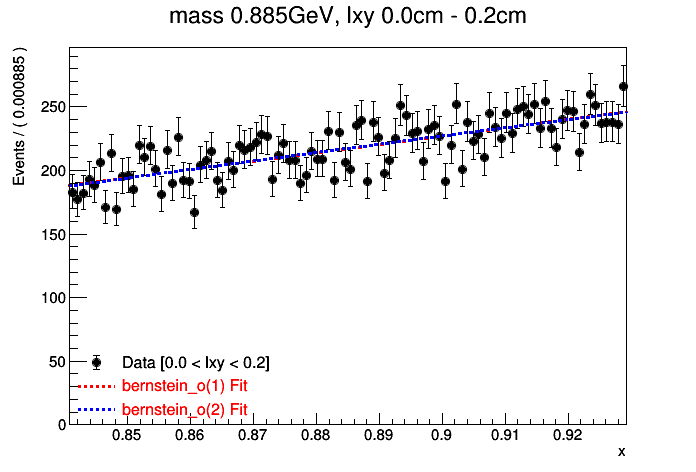 mass 0.885GeV, lxy 0.0cm - 0.2cm
Events / ( 0.000885 )
250
200
150
100
50
0
Data [0.0 < lxy < 0.2]
bernstein_o(1) Fit
bernstein_o(2) Fit
0.85 0.86 0.87 0.88 0.89 0.9 0.91 0.92
x